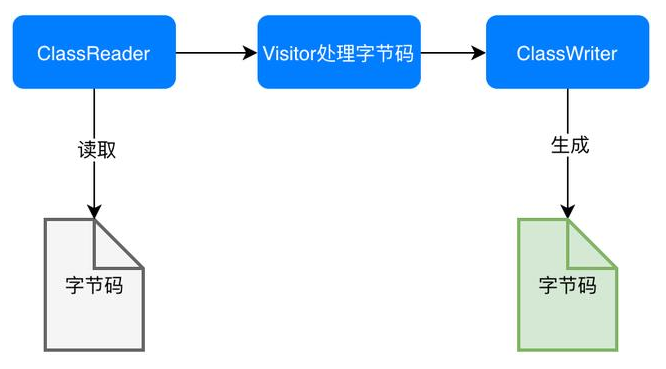 ClassReader
Visitor处理字节码
ClassWriter
读取
生成
字节码
字节码